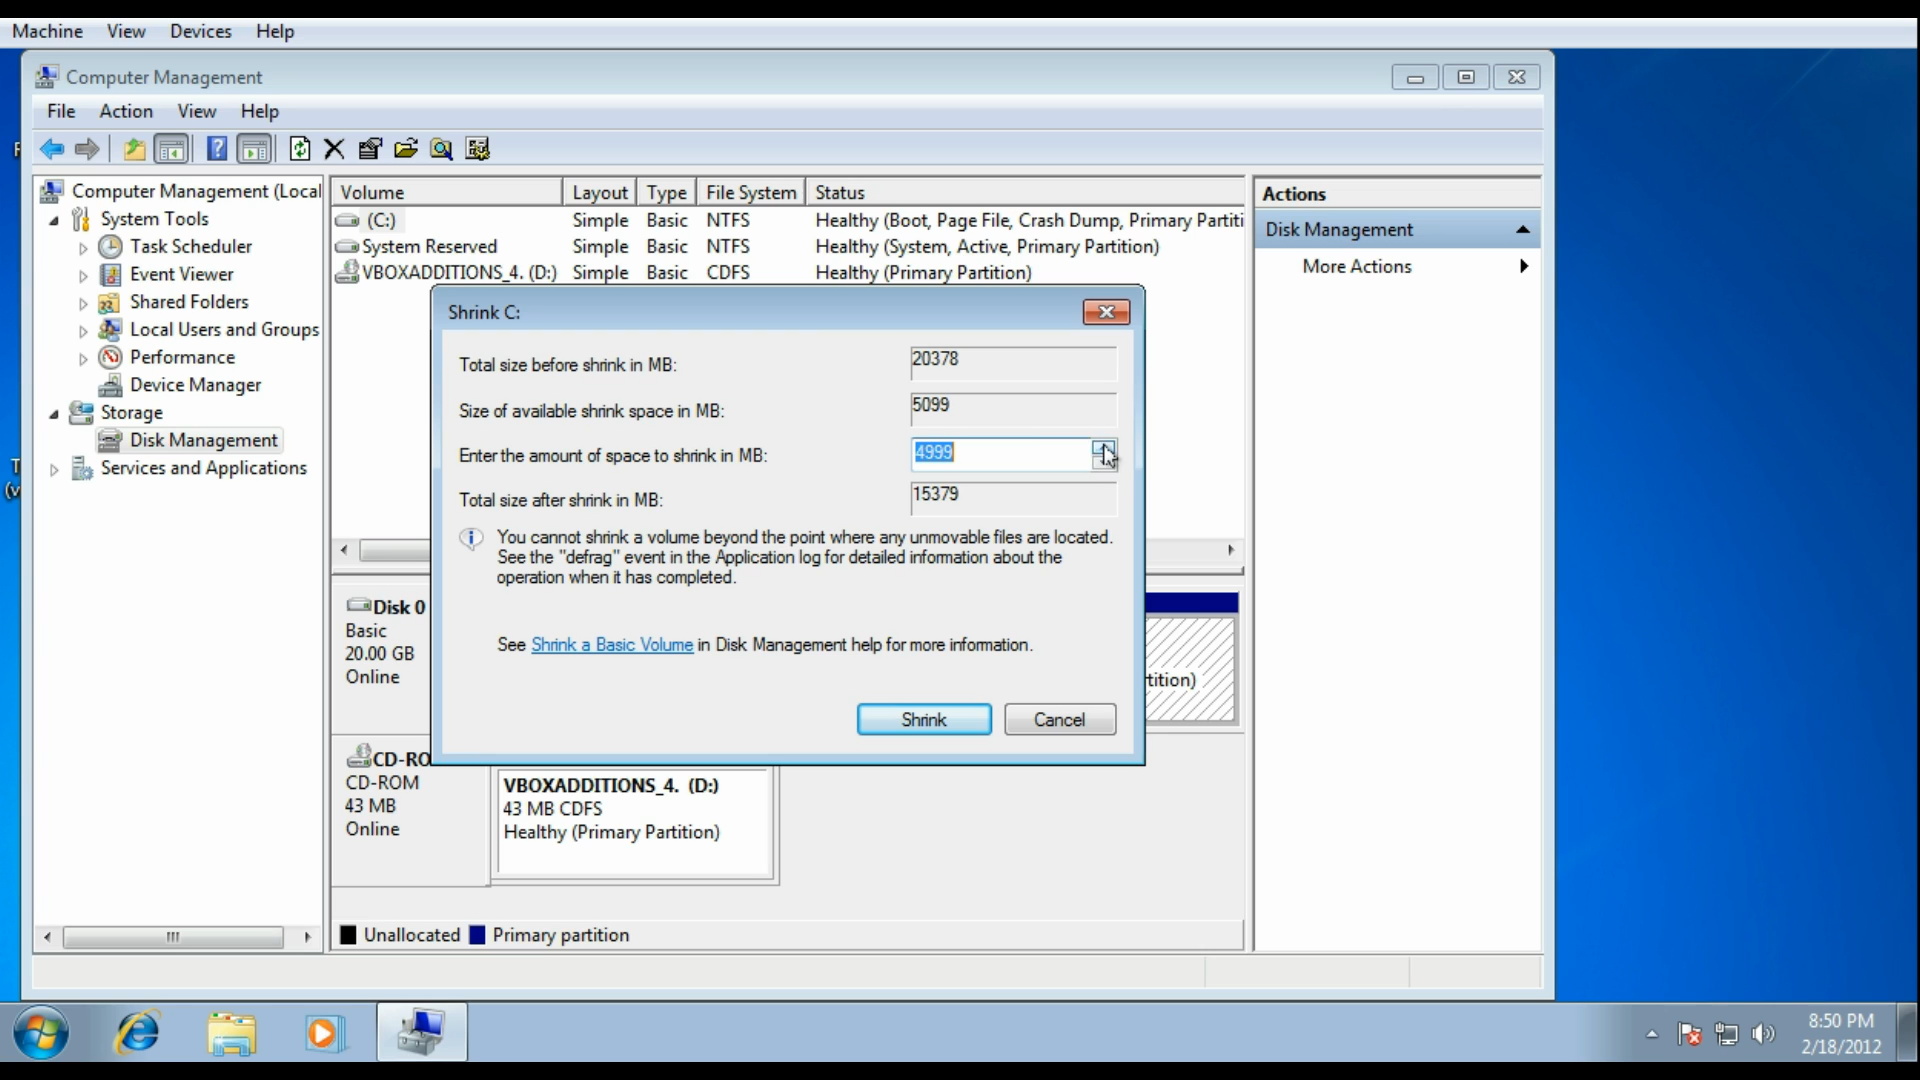 Machine View Devices Help
Computer Management
File Action View Help
Computer Management (Local
System Tools
Task Scheduler
Event Viewer
Shared Folders
Local Users and Groups
Performance
Device Manager
Storage
Disk Management
Services and Applications
Volume Layout Type File System Status
(C:) Simple Basic NTFS Healthy (Boot, Page File, Crash Dump, Primary Partiti
System Reserved Simple Basic NTFS Healthy (System, Active, Primary Partition)
VBOXADDITIONS_4. (D:) Simple Basic CDFS Healthy (Primary Partition)
Actions
Disk Management
More Actions
Shrink C:
Total size before shrink in MB: 20378
Size of available shrink space in MB: 5099
Enter the amount of space to shrink in MB: 4999
Total size after shrink in MB: 15379
You cannot shrink a volume beyond the point where any unmovable files are located.
See the "defrag" event in the Application log for detailed information about the
operation when it has completed.
See Shrink a Basic Volume in Disk Management help for more information.
Shrink Cancel
Disk 0
Basic
20.00 GB
Online
tition)
CD-RO
CD-ROM
43 MB
Online
VBOXADDITIONS_4. (D:)
43 MB CDFS
Healthy (Primary Partition)
Unallocated Primary partition
8:50 PM
2/18/2012